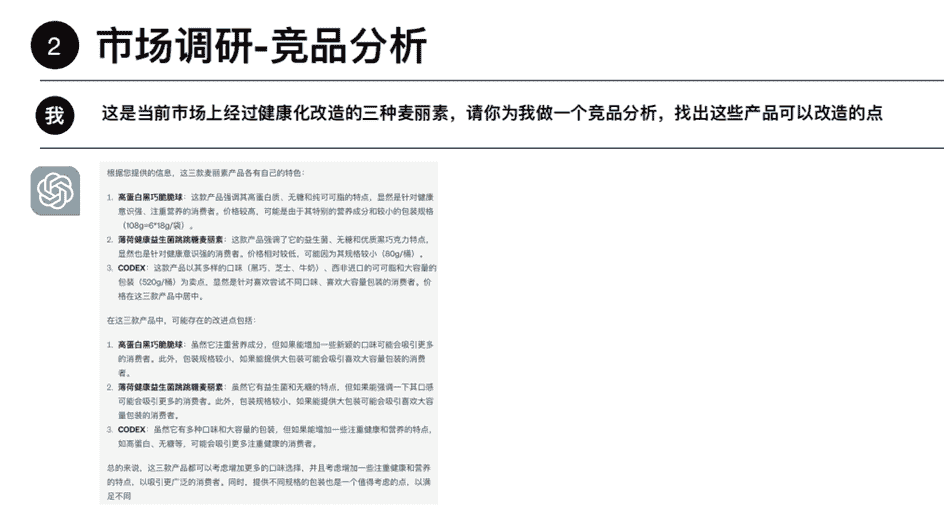 2 市场调研-竞品分析
我 这是当前市场上经过健康化改造的三种麦丽素，请你为我做一个竞品分析，找出这些产品可以改造的点
根据您提供的信息，这三款麦丽素产品各有自己的特色：
1. 高蛋白黑巧脆脆球：这款产品强调其高蛋白质、无糖和纯可可脂的特点，显然是针对健康
意识强、注重营养的消费者。价格较高，可能是由于其特别的营养成分和较小的包装规格
（108g=6*18g/袋）。
2. 薄荷健康益生菌跳跳糖麦丽素：这款产品强调了它的益生菌、无糖和优质黑巧克力特点，
显然也是针对健康意识强的消费者。价格相对较低，可能因为其规格较小（80g/桶）。
3. CODEX：这款产品以其多样的口味（黑巧、芝士、牛奶）、西非进口的可可脂和大容量的
包装（520g/桶）为卖点，显然是针对喜欢尝试不同口味、喜欢大容量包装的消费者。价
格在这三款产品中居中。
在这三款产品中，可能存在的改进点包括：
1. 高蛋白黑巧脆脆球：虽然它注重营养成分，但如果能增加一些新颖的口味可能会吸引更多
的消费者。此外，包装规格较小，如果能提供大包装可能会吸引喜欢大容量包装的消费
者。
2. 薄荷健康益生菌跳跳糖麦丽素：虽然它有益生菌和无糖的特点，但如果能强调一下其口感
可能会吸引更多的消费者。此外，包装规格较小，如果能提供大包装可能会吸引喜欢大容
量包装的消费者。
3. CODEX：虽然它有多种口味和大容量的包装，但如果能增加一些注重健康和营养的特点，
如高蛋白、无糖等，可能会吸引更多注重健康的消费者。
总的来说，这三款产品都可以考虑增加更多的口味选择，并且考虑增加一些注重健康和营养
的特点，以吸引更广泛的消费者。同时，提供不同规格的包装也是一个值得考虑的点，以满
足不同